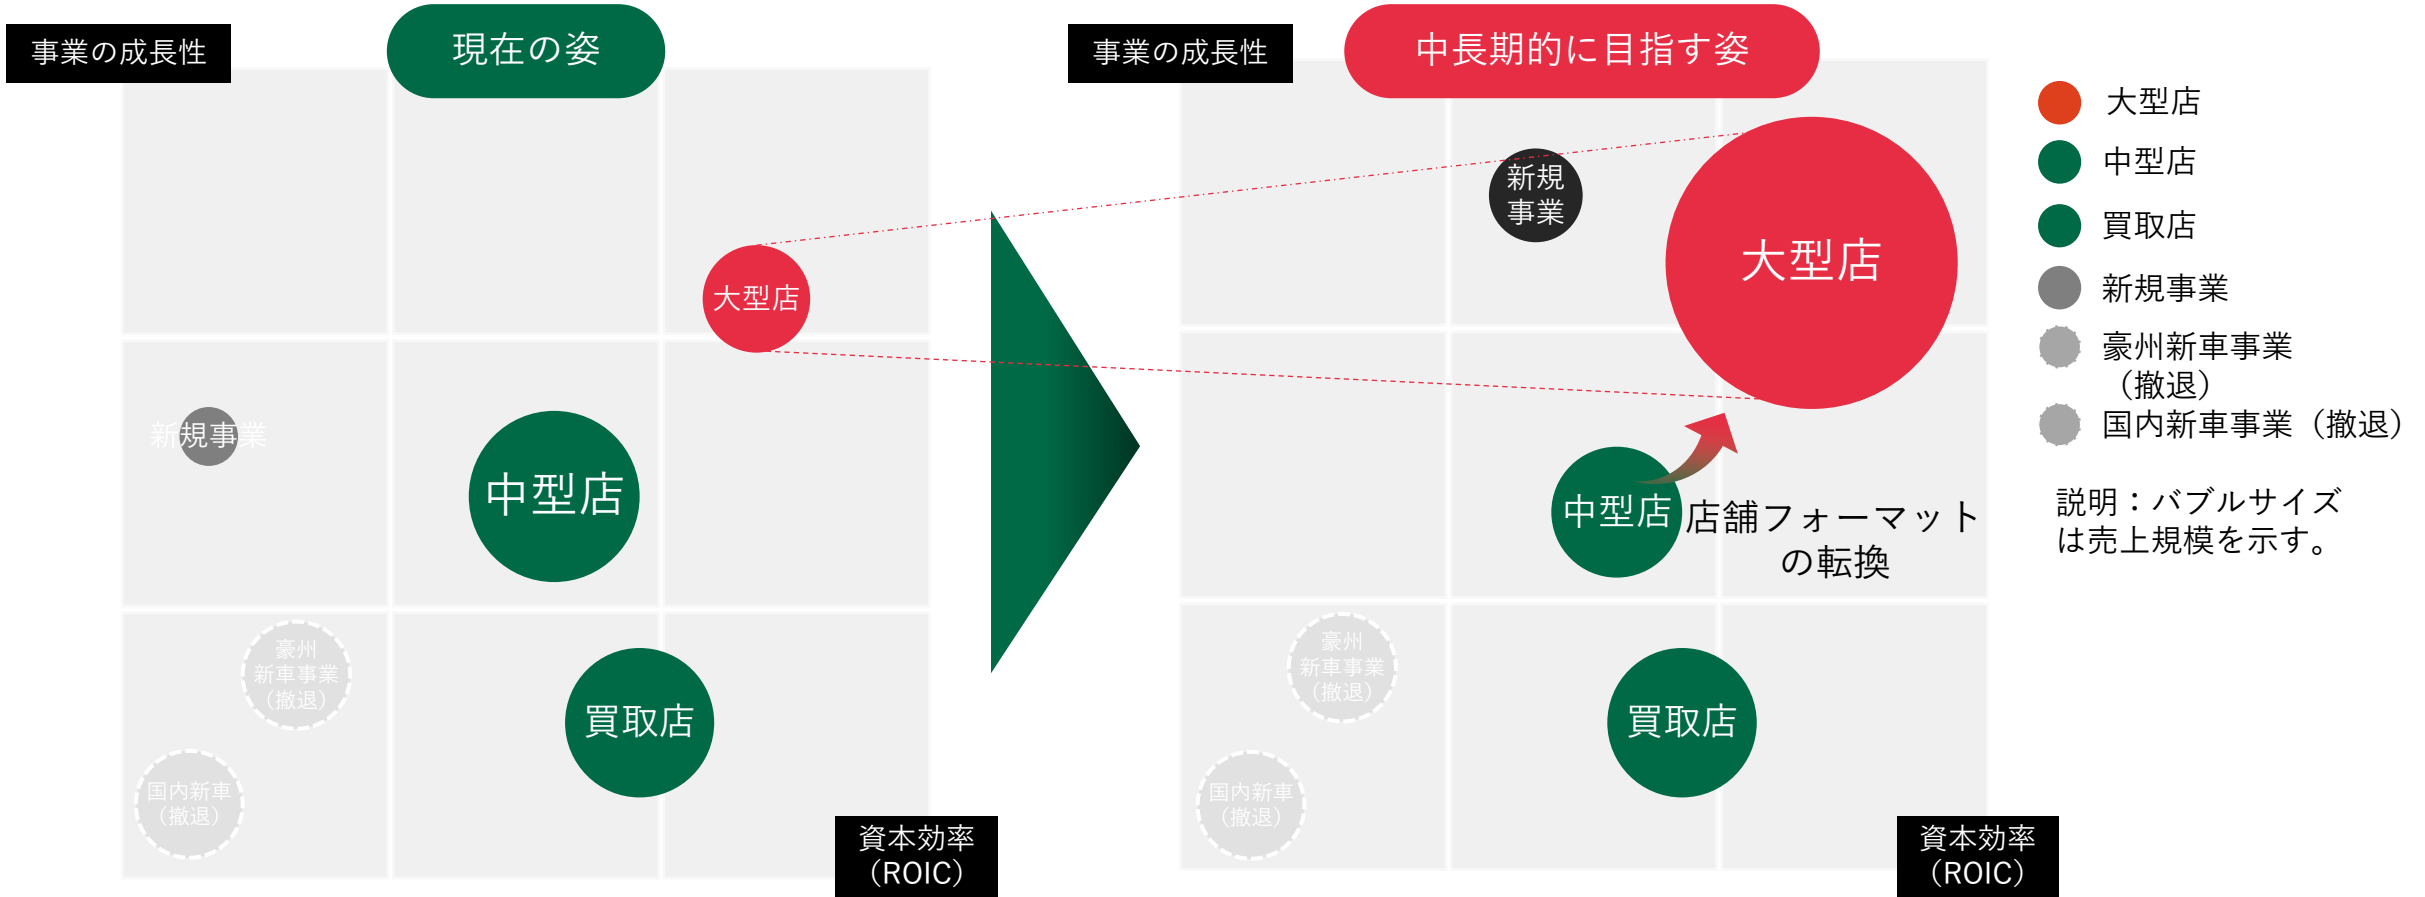 事業の成長性
現在の姿
大型店
新規事業
中型店
豪州
新車事業
（撤退）
買取店
国内新車
（撤退）
資本効率
（ROIC）
事業の成長性
中長期的に目指す姿
新規
事業
大型店
中型店
店舗フォーマット
の転換
豪州
新車事業
（撤退）
買取店
国内新車
（撤退）
資本効率
（ROIC）
大型店
中型店
買取店
新規事業
豪州新車事業
（撤退）
国内新車事業（撤退）
説明：バブルサイズ
は売上規模を示す。